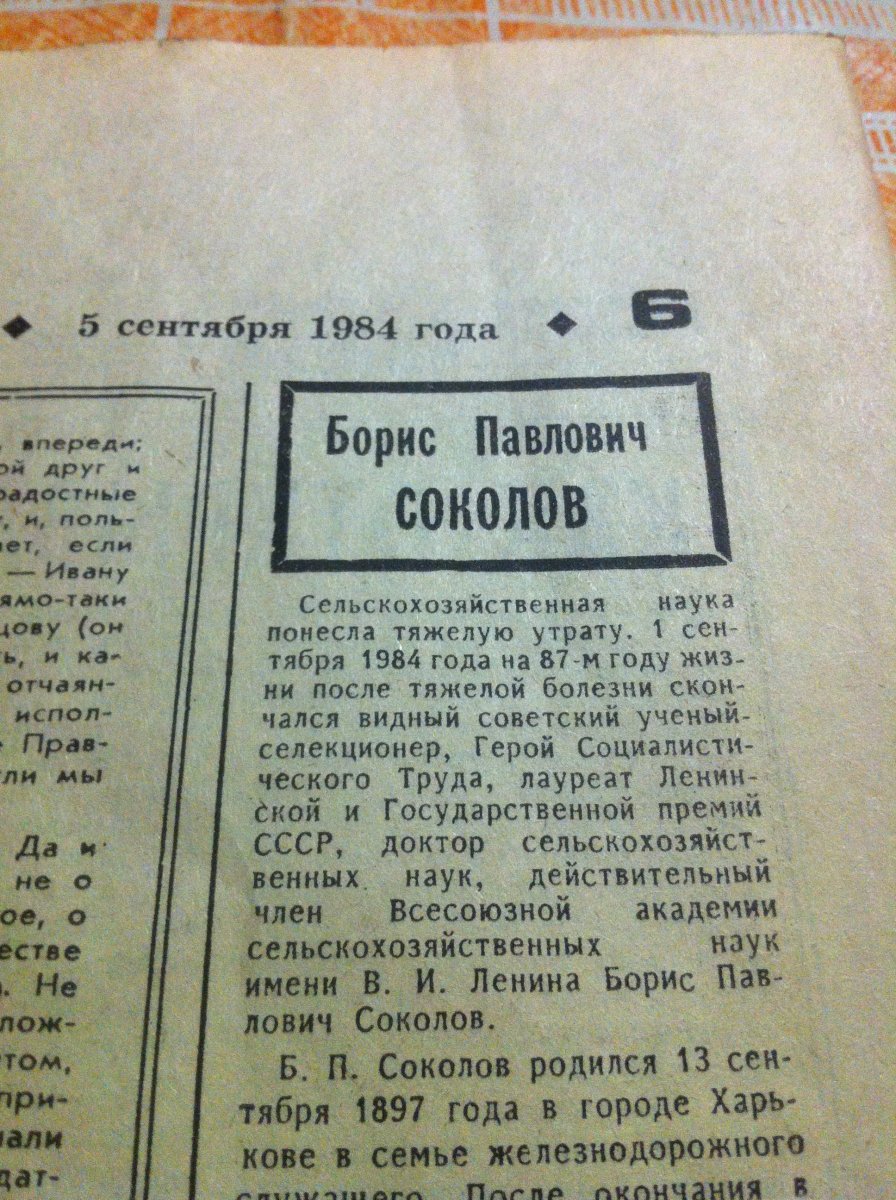 5 сентября 1984 года
6
впереди;
друг и
радостные
и, поль-
если
— Ивану
(он
и ка-
отчаян-
испол-
Прав-
мы
Да и
не о
о
Не
Борис Павлович
СОКОЛОВ
Сельскохозяйственная наука
понесла тяжелую утрату. 1 сен-
тября 1984 года на 87-м году жиз-
ни после тяжелой болезни скон-
чался видный советский ученый-
селекционер, Герой Социалисти-
ческого Труда, лауреат Ленин-
ской и Государственной премий
СССР, доктор сельскохозяйст-
венных наук, действительный
член Всесоюзной академии
сельскохозяйственных наук
имени В. И. Ленина Борис Пав-
лович Соколов.
Б. П. Соколов родился 13 сен-
тября 1897 года в городе Харь-
кове в семье железнодорожного
служащего. После окончания в